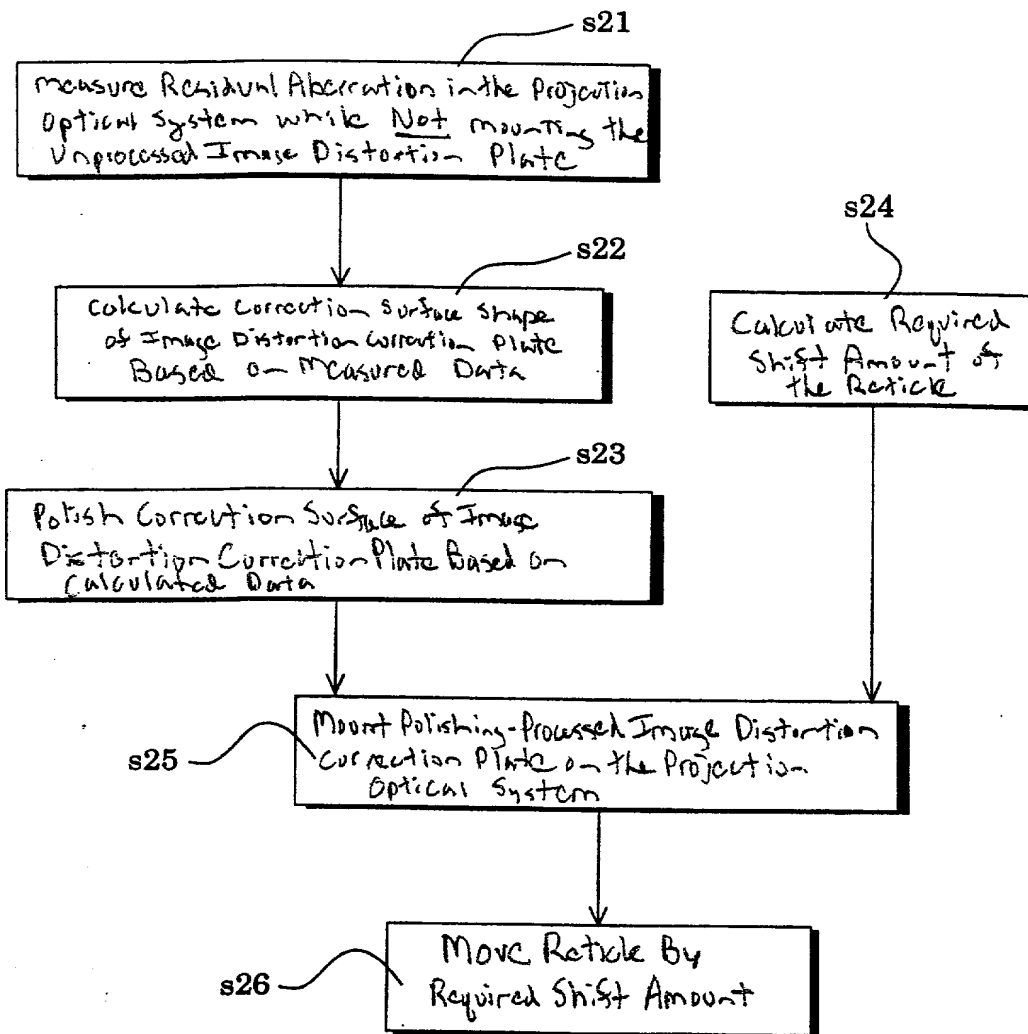 s21
Measure Residual Aberration in the Projection
Optical System while Not mounting the
Unprocessed Image Distortion Plate
s22
Calculate Correction Surface Shape
of Image Distortion Correction Plate
Based on Measured Data
s24
Calculate Required
Shift Amount of
the Reticle
s23
Polish Correction Surface of Image
Distortion Correction Plate Based on
Calculated Data
s25
Mount Polishing-Processed Image Distortion
Correction Plate on the Projection
Optical System
s26
Move Reticle By
Required Shift Amount